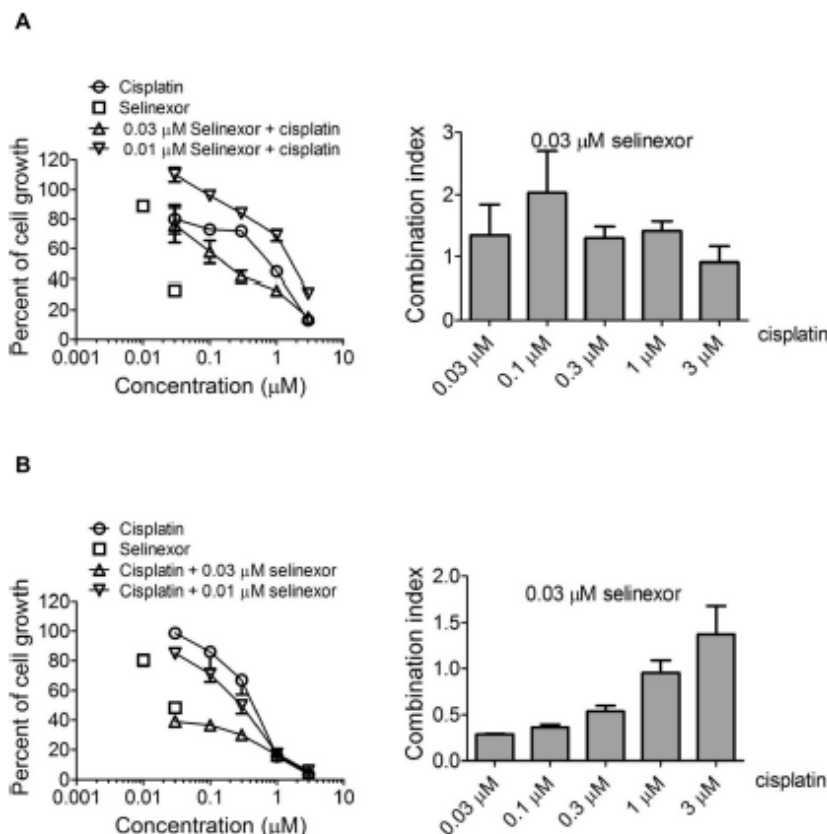 A
Cisplatin
Selinexor
0.03 μM Selinexor + cisplatin
0.01 μM Selinexor + cisplatin
Percent of cell growth
120
100
80
60
40
20
0
0.001 0.01 0.1 1 10
Concentration (μM)
0.03 μM selinexor
Combination index
3
2
1
0
0.03 μM
0.1 μM
0.3 μM
1 μM
3 μM
cisplatin
B
Cisplatin
Selinexor
Cisplatin + 0.03 μM selinexor
Cisplatin + 0.01 μM selinexor
Percent of cell growth
120
100
80
60
40
20
0
0.001 0.01 0.1 1 10
Concentration (μM)
0.03 μM selinexor
Combination index
2.0
1.5
1.0
0.5
0.0
0.03 μM
0.1 μM
0.3 μM
1 μM
3 μM
cisplatin